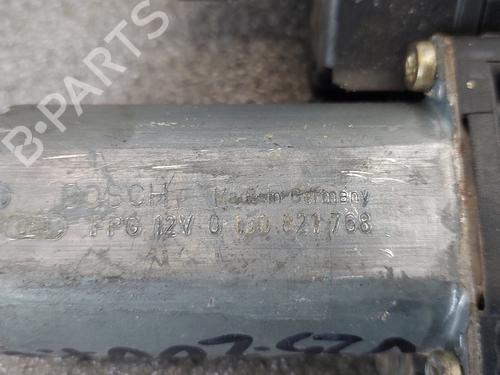 B-PARTS
BOSCH Made in Germany
FPG 12V 0 130 821 768